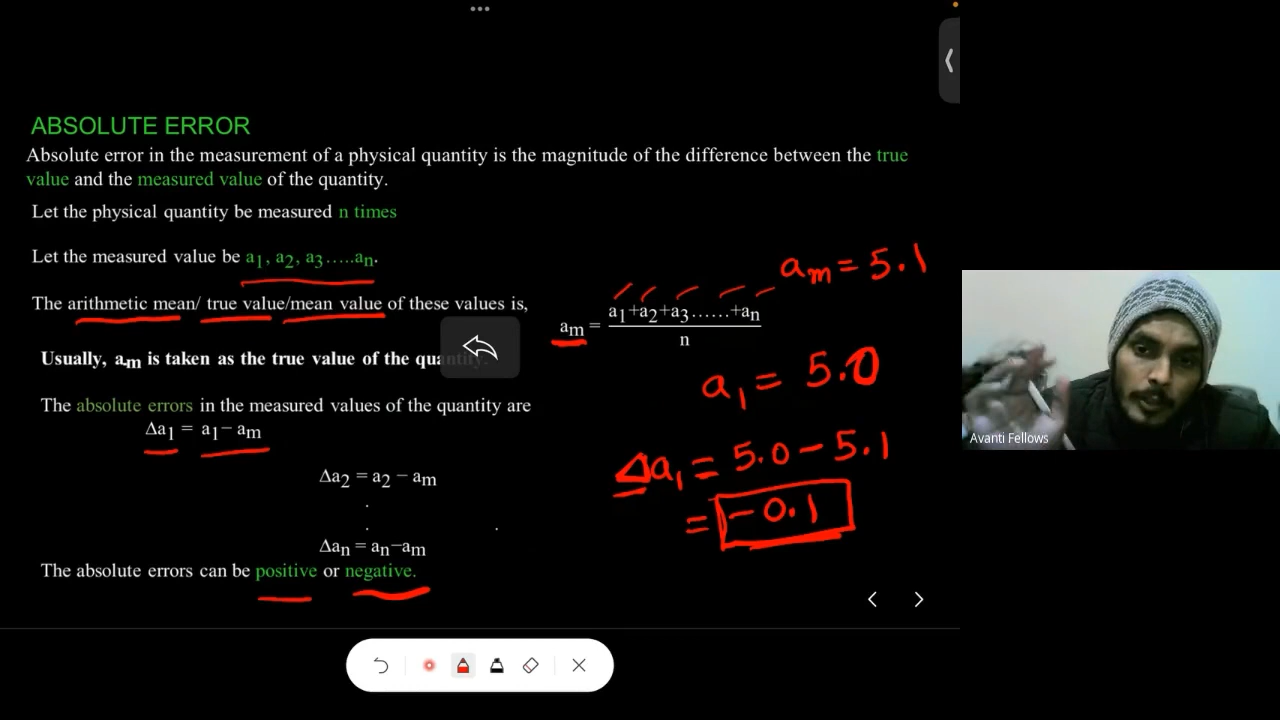 ABSOLUTE ERROR
Absolute error in the measurement of a physical quantity is the magnitude of the difference between the true
value and the measured value of the quantity.
Let the physical quantity be measured n times
Let the measured value be a1, a2, a3.....an.
The arithmetic mean/ true value/mean value of these values is,
am = a1+a2+a3......+an
n
am = 5.1
Usually, am is taken as the true value of the
a1 = 5.0
The absolute errors in the measured values of the quantity are
Δa1 = a1− am
Δa1 = 5.0 − 5.1
= −0.1
Δa2 = a2 − am
.
. .
Δan = an−am
The absolute errors can be positive or negative.
Avanti Fellows